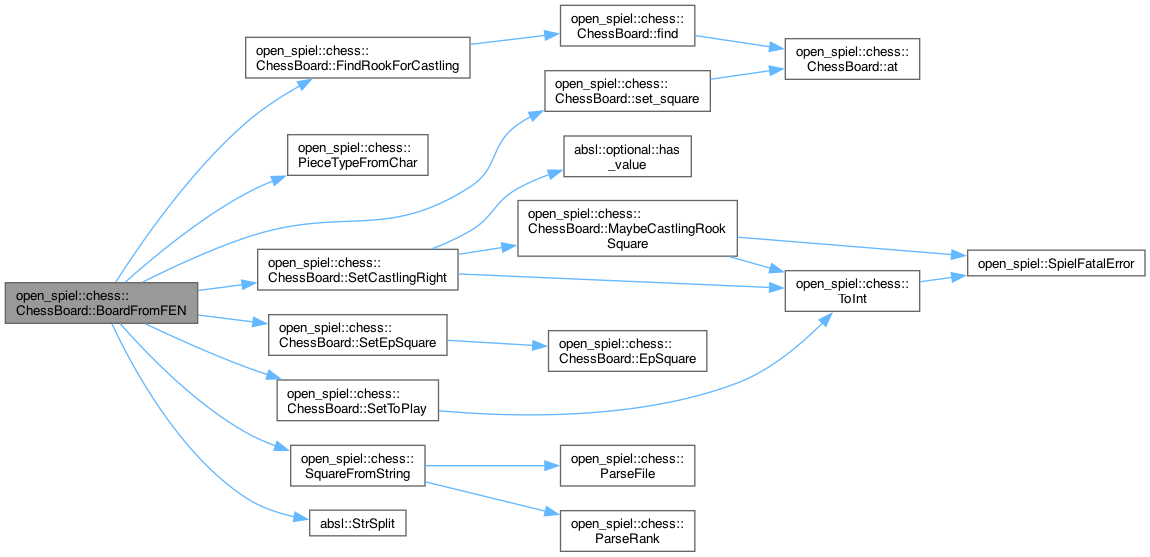 open_spiel::chess::
ChessBoard::BoardFromFEN
open_spiel::chess::
ChessBoard::FindRookForCastling
open_spiel::chess::
ChessBoard::find
open_spiel::chess::
ChessBoard::at
open_spiel::chess::
ChessBoard::set_square
open_spiel::chess::
PieceTypeFromChar
absl::optional::has
_value
open_spiel::chess::
ChessBoard::MaybeCastlingRook
Square
open_spiel::chess::
ChessBoard::SetCastlingRight
open_spiel::SpielFatalError
open_spiel::chess::
ToInt
open_spiel::chess::
ChessBoard::SetEpSquare
open_spiel::chess::
ChessBoard::EpSquare
open_spiel::chess::
ChessBoard::SetToPlay
open_spiel::chess::
SquareFromString
open_spiel::chess::
ParseFile
absl::StrSplit
open_spiel::chess::
ParseRank